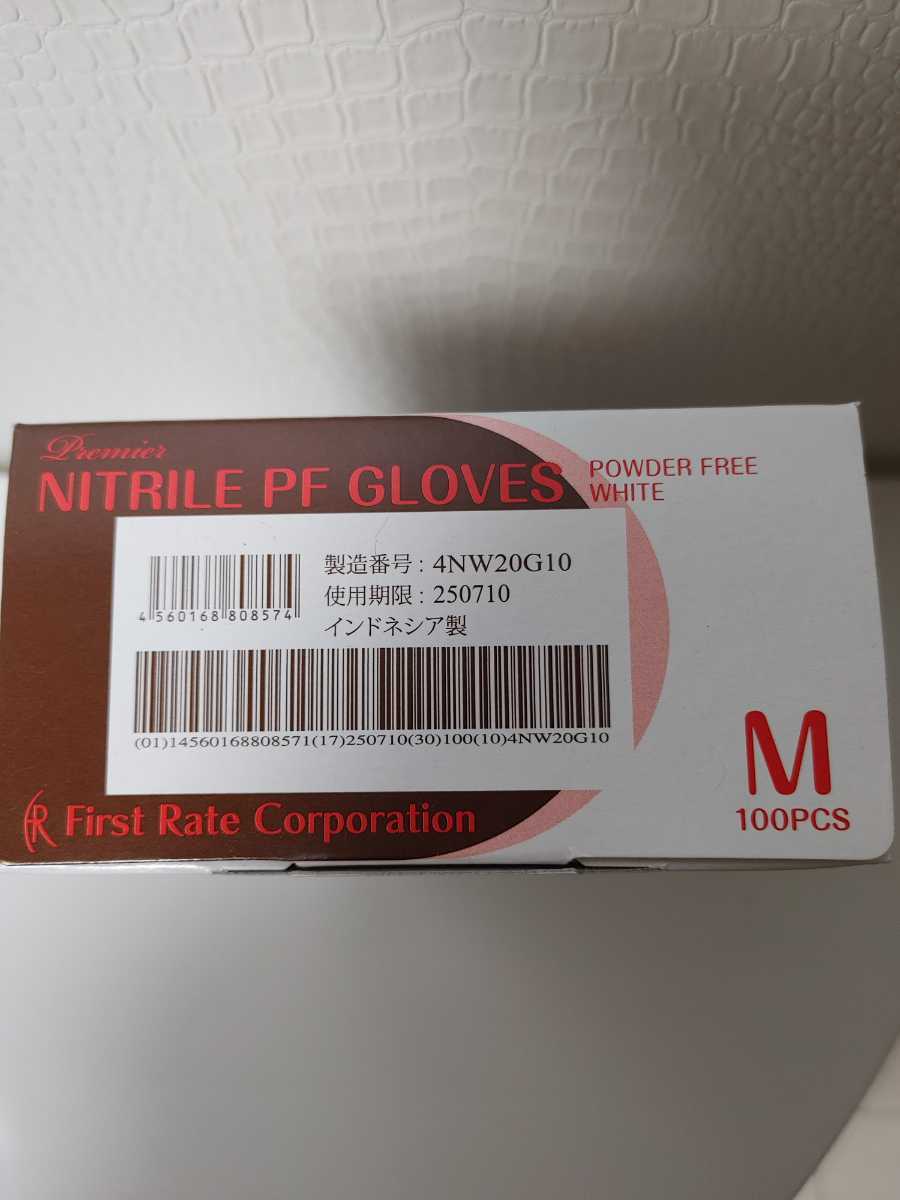 Premier
NITRILE PF GLOVES
POWDER FREE
WHITE
4 560168 808574
製造番号 : 4NW20G10
使用期限 : 250710
インドネシア製
(01)14560168808571(17)250710(30)100(10)4NW20G10
FR First Rate Corporation
M
100PCS